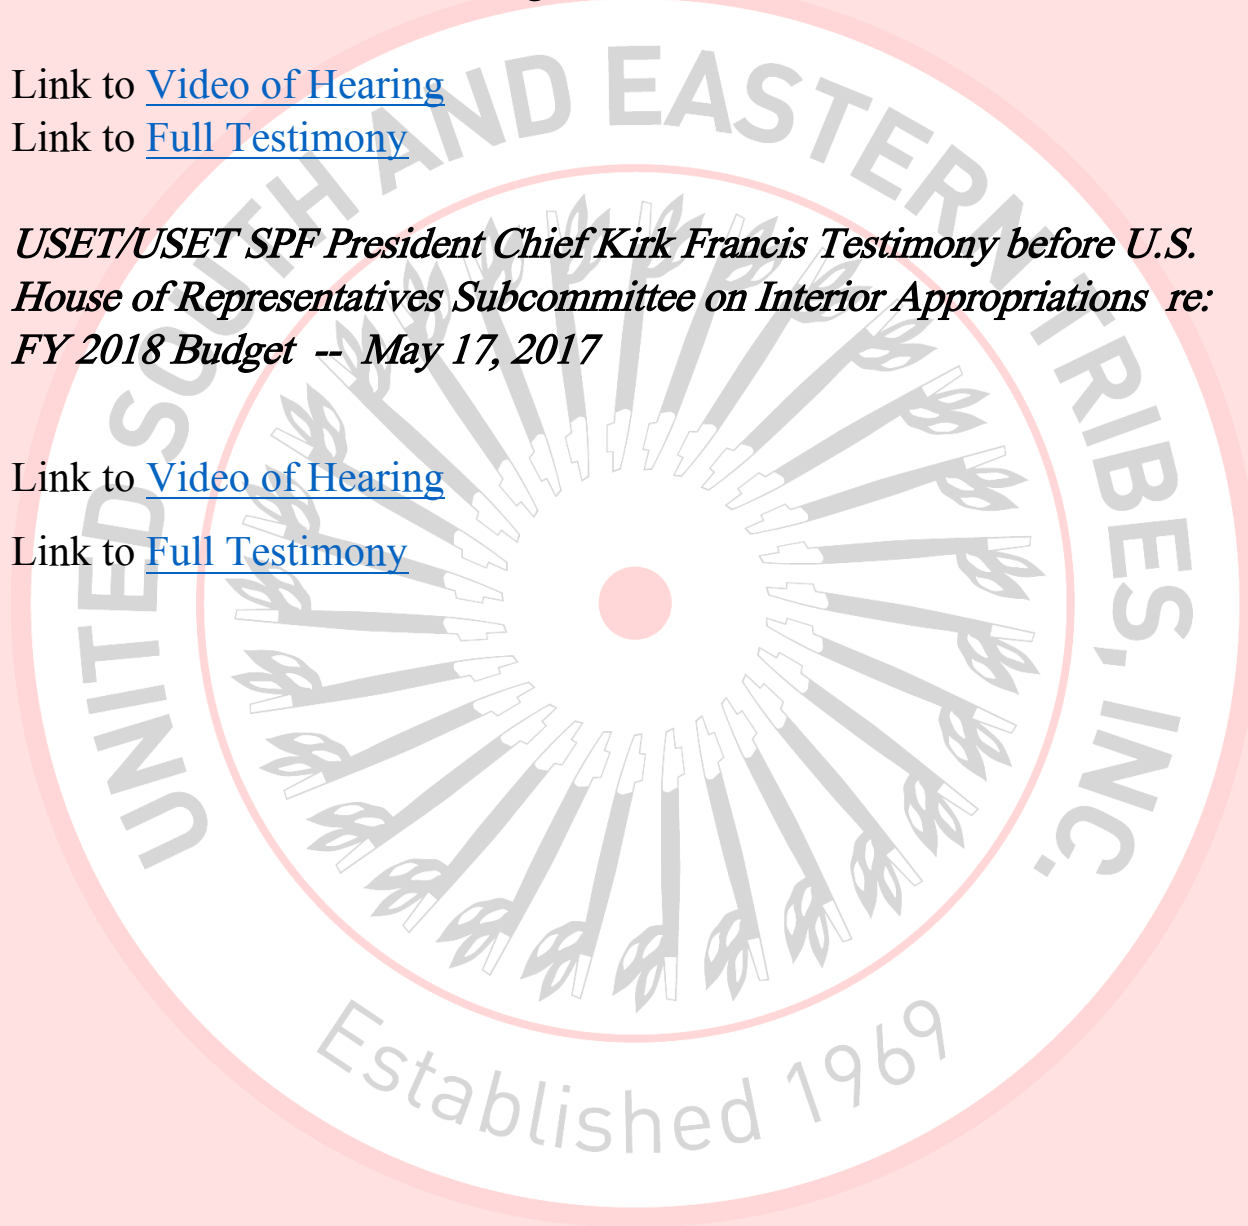 Link to Video of Hearing
Link to Full Testimony
USET/USET SPF President Chief Kirk Francis Testimony before U.S.
House of Representatives Subcommittee on Interior Appropriations re:
FY 2018 Budget -- May 17, 2017
Link to Video of Hearing
Link to Full Testimony
UNITED SOUTH AND EASTERN TRIBES, INC.
Established 1969